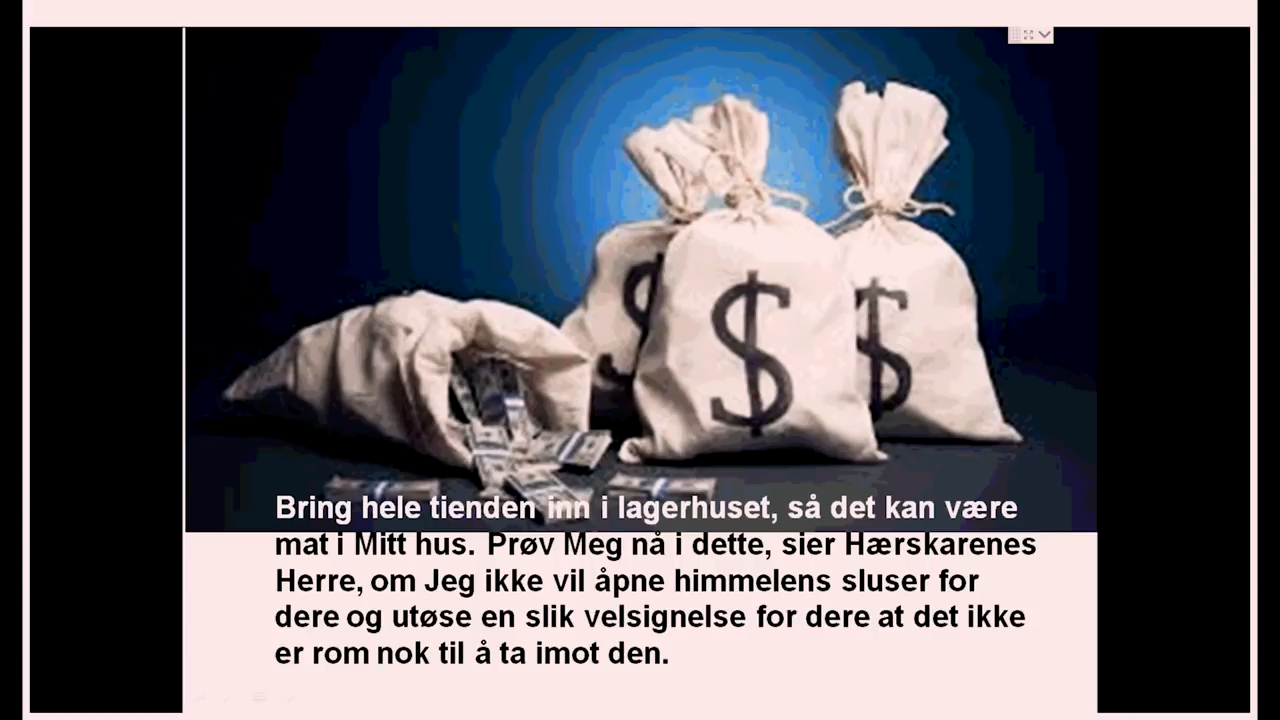 $ $ $
Bring hele tienden inn i lagerhuset, så det kan være
mat i Mitt hus. Prøv Meg nå i dette, sier Hærskarenes
Herre, om Jeg ikke vil åpne himmelens sluser for
dere og utøse en slik velsignelse for dere at det ikke
er rom nok til å ta imot den.